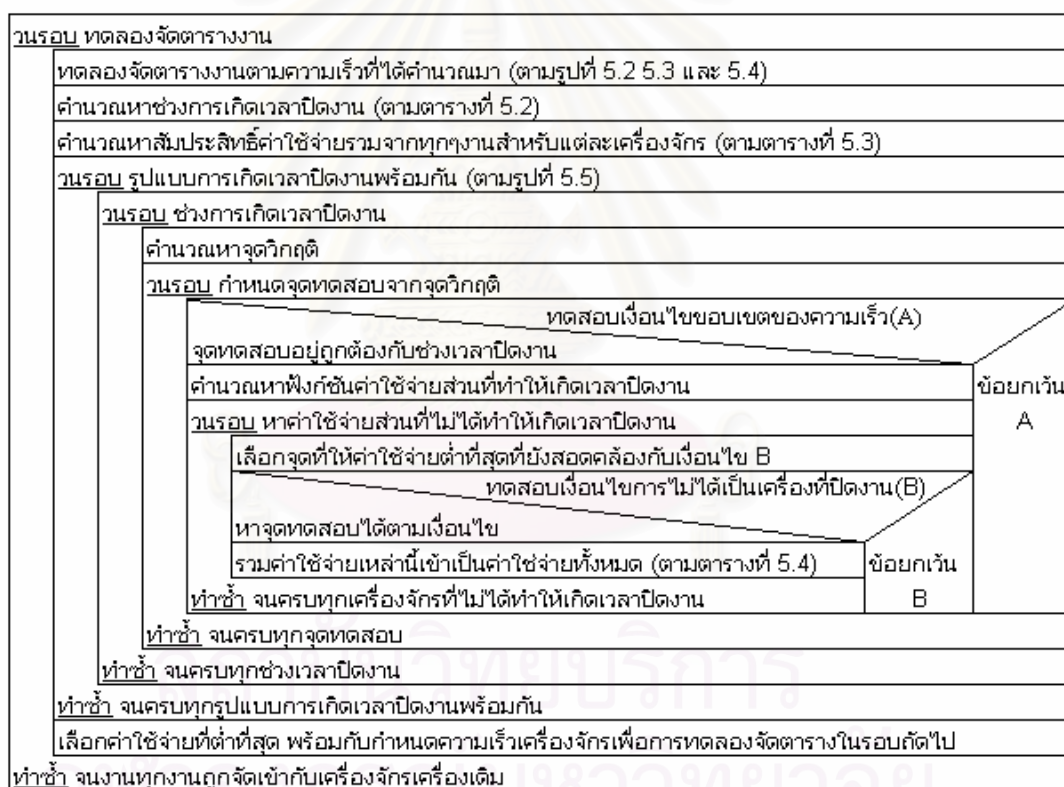 วนรอบ ทดลองจัดตารางงาน
ทดลองจัดตารางงานตามความเร็วที่ได้คำนวณมา (ตามรูปที่ 5.2 5.3 และ 5.4)
คำนวณหาช่วงการเกิดเวลาปิดงาน (ตามตารางที่ 5.2)
คำนวณหาสัมประสิทธิ์ค่าใช้จ่ายรวมจากทุกๆงานสำหรับแต่ละเครื่องจักร (ตามตารางที่ 5.3)
วนรอบ รูปแบบการเกิดเวลาปิดงานพร้อมกัน (ตามรูปที่ 5.5)
วนรอบ ช่วงการเกิดเวลาปิดงาน
คำนวณหาจุดวิกฤติ
วนรอบ กำหนดจุดทดสอบจากจุดวิกฤติ
ทดสอบเงื่อนไขขอบเขตของความเร็ว(A)
จุดทดสอบอยู่ถูกต้องกับช่วงเวลาปิดงาน
คำนวณหาฟังก์ชันค่าใช้จ่ายส่วนที่ทำให้เกิดเวลาปิดงาน
ข้อยกเว้น
A
วนรอบ หาค่าใช้จ่ายส่วนที่ไม่ได้ทำให้เกิดเวลาปิดงาน
เลือกจุดที่ให้ค่าใช้จ่ายต่ำที่สุดที่ยังสอดคล้องกับเงื่อนไข B
ทดสอบเงื่อนไขการไม่ได้เป็นเครื่องที่ปิดงาน(B)
หาจุดทดสอบได้ตามเงื่อนไข
รวมค่าใช้จ่ายเหล่านี้เข้าเป็นค่าใช่จ่ายทั้งหมด (ตามตารางที่ 5.4)
ข้อยกเว้น
B
ทำซ้ำ จนครบทุกเครื่องจักรที่ไม่ได้ทำให้เกิดเวลาปิดงาน
ทำซ้ำ จนครบทุกจุดทดสอบ
ทำซ้ำ จนครบทุกช่วงเวลาปิดงาน
ทำซ้ำ จนครบทุกรูปแบบการเกิดเวลาปิดงานพร้อมกัน
เลือกค่าใช้จ่ายที่ต่ำที่สุด พร้อมกับกำหนดความเร็วเครื่องจักรเพื่อการทดลองจัดตารางในรอบถัดไป
ทำซ้ำ จนงานทุกงานถูกจัดเข้ากับเครื่องจักรเครื่องเดิม
สถาบันวิทยบริการ